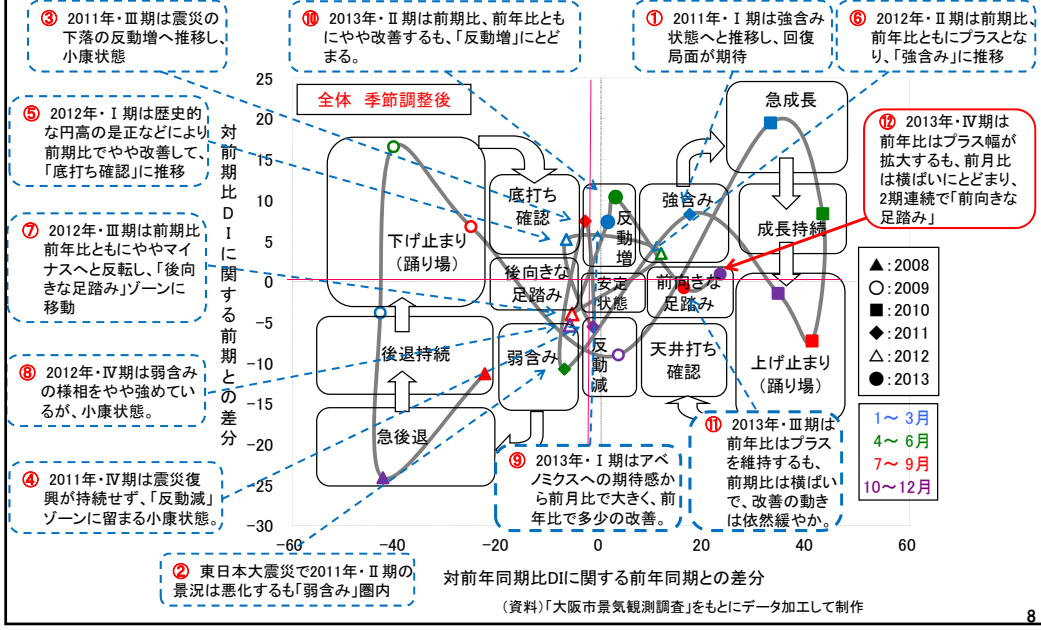 ③ 2011年・Ⅲ期は震災の
下落の反動増へ推移し、
小康状態
⑩ 2013年・Ⅱ期は前期比、前年比ともに
にやや改善するも、「反動増」にとど
まる。
① 2011年・Ⅰ期は強含み
状態へと推移し、回復
局面が期待
⑥ 2012年・Ⅱ期は前期比、
前年比ともにプラスとな
り、「強含み」に推移
⑤ 2012年・Ⅰ期は歴史的
な円高の是正などにより
前期比でやや改善して、
「底打ち確認」に推移
⑦ 2012年・Ⅲ期は前期比
前年比ともにややマイ
ナスへと反転し、「後向
きな足踏み」ゾーンに
移動
⑧ 2012年・Ⅳ期は弱含み
の様相をやや強めてい
るが、小康状態。
④ 2011年・Ⅳ期は震災復
興が持続せず、「反動減」
ゾーンに留まる小康状態。
② 東日本大震災で2011年・Ⅱ期の
景況は悪化するも「弱含み」圏内
⑨ 2013年・Ⅰ期はアベ
ノミクスへの期待感か
ら前月比で大きく、前
年比で多少の改善。
⑪ 2013年・Ⅲ期は
前年比はプラス
を維持するも、
前期比は横ばい
で、改善の動き
は依然緩やか。
⑫ 2013年・Ⅳ期は
前年比はプラス幅が
拡大するも、前月比
は横ばいにとどまり、
2期連続で「前向きな
足踏み」
全体 季節調整後
対前期比DIに関する前期との差分
25
20
15
10
5
0
−5
−10
−15
−20
−25
−30
−60
−40
−20
0
20
40
60
急成長
底打ち
確認
反動増
強含み
成長持続
下げ止まり
(踊り場)
後向きな
足踏み
安定
状態
前向きな
足踏み
後退持続
弱含み
反動減
天井打ち
確認
上げ止まり
(踊り場)
急後退
▲:2008
○:2009
■:2010
◆:2011
△:2012
●:2013
1〜 3月
4〜 6月
7〜 9月
10〜12月
対前年同期比DIに関する前年同期との差分
(資料)「大阪市景気観測調査」をもとにデータ加工して制作
8